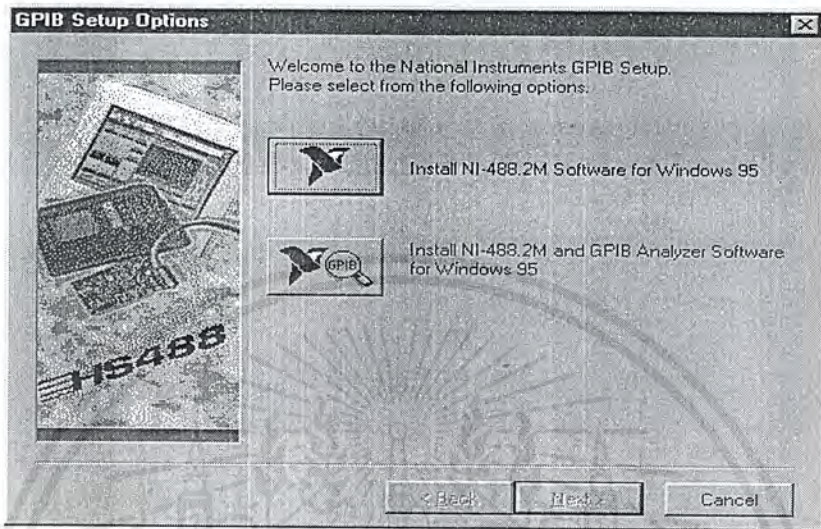 GPIB Setup Options
Welcome to the National Instruments GPIB Setup.
Please select from the following options.
Install NI-488.2M Software for Windows 95
GPIB
Install NI-488.2M and GPIB Analyzer Software
for Windows 95
HS488
< Back
Next >
Cancel